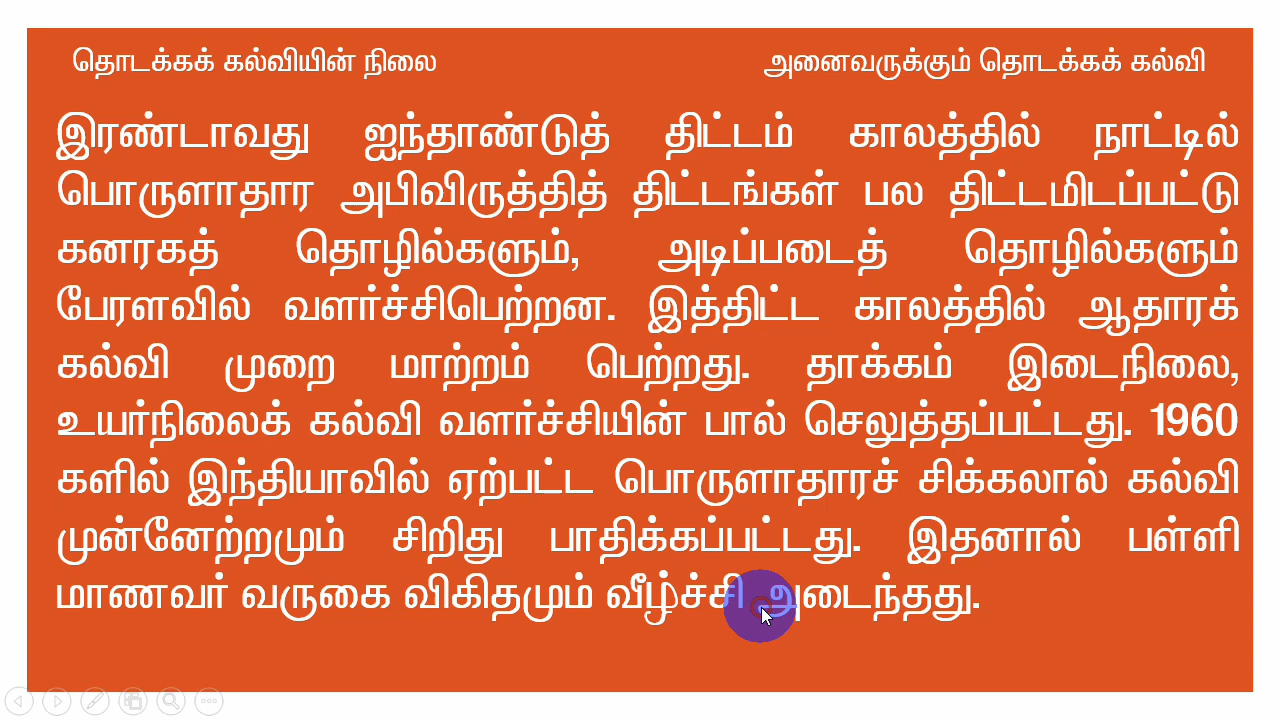 தொடக்கக் கல்வியின் நிலை
அனைவருக்கும் தொடக்கக் கல்வி
இரண்டாவது ஐந்தாண்டுத் திட்டம் காலத்தில் நாட்டில்
பொருளாதார அபிவிருத்தித் திட்டங்கள் பல திட்டமிடப்பட்டு
கனரகத் தொழில்களும், அடிப்படைத் தொழில்களும்
பேரளவில் வளர்ச்சிபெற்றன. இத்திட்ட காலத்தில் ஆதாரக்
கல்வி முறை மாற்றம் பெற்றது. தாக்கம் இடைநிலை,
உயர்நிலைக் கல்வி வளர்ச்சியின் பால் செலுத்தப்பட்டது. 1960
களில் இந்தியாவில் ஏற்பட்ட பொருளாதாரச் சிக்கலால் கல்வி
முன்னேற்றமும் சிறிது பாதிக்கப்பட்டது. இதனால் பள்ளி
மாணவர் வருகை விகிதமும் வீழ்ச்சி அடைந்தது.